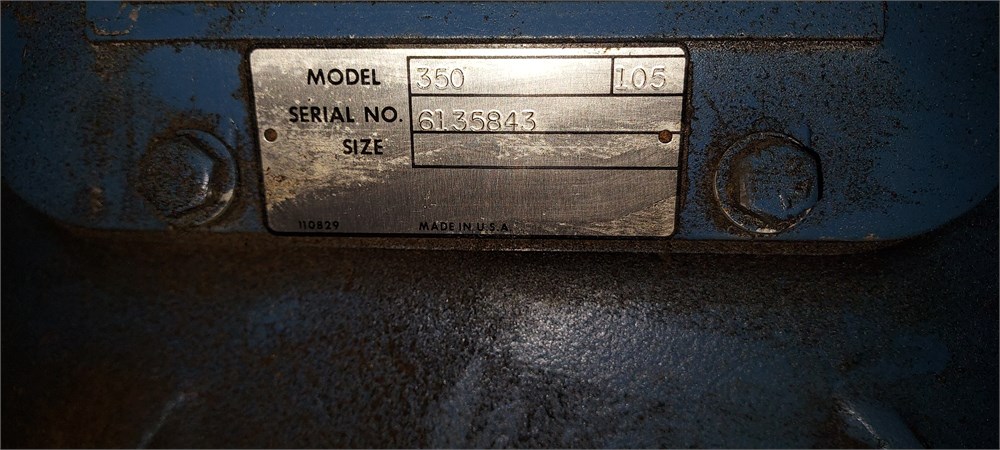 MODEL 350 105
SERIAL NO. 6135843
SIZE
110829 MADE IN U.S.A